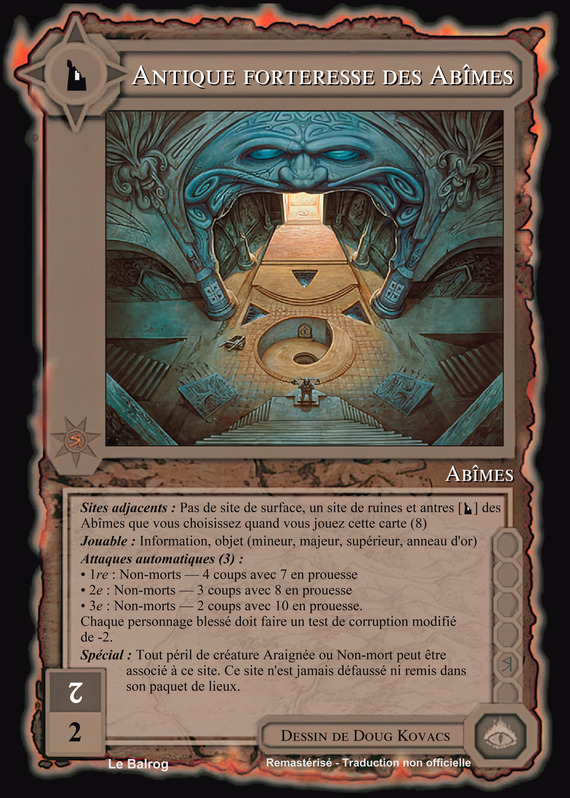 Antique forteresse des Abîmes
Abîmes
Sites adjacents : Pas de site de surface, un site de ruines et antres [] des
Abîmes que vous choisissez quand vous jouez cette carte (8)
Jouable : Information, objet (mineur, majeur, supérieur, anneau d'or)
Attaques automatiques (3) :
• 1re : Non-morts — 4 coups avec 7 en prouesse
• 2e : Non-morts — 3 coups avec 8 en prouesse
• 3e : Non-morts — 2 coups avec 10 en prouesse.
Chaque personnage blessé doit faire un test de corruption modifié
de -2.
Spécial : Tout péril de créature Araignée ou Non-mort peut être
associé à ce site. Ce site n'est jamais défaussé ni remis dans
son paquet de lieux.
2
Dessin de Doug Kovacs
Le Balrog
Remastérisé - Traduction non officielle